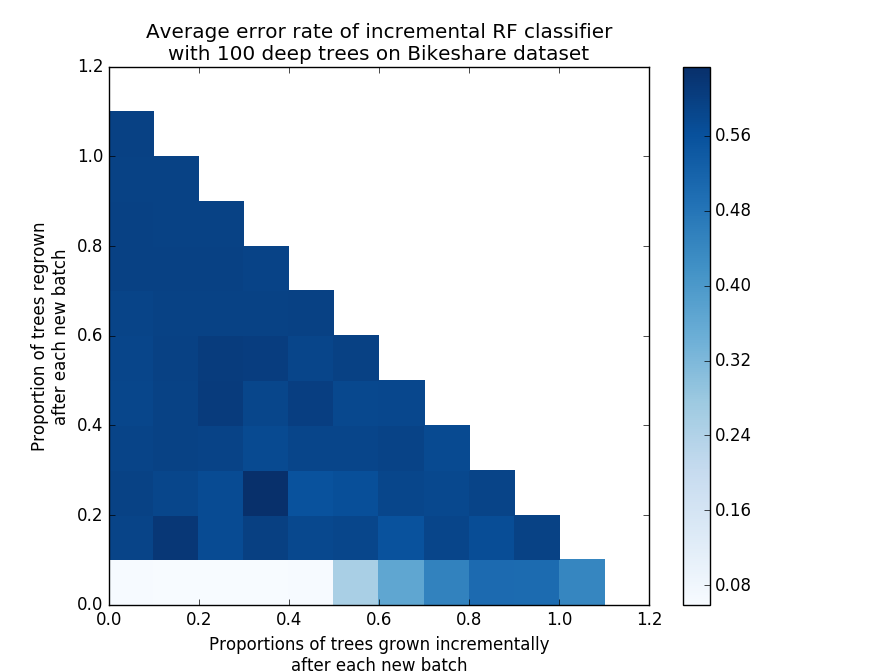 Average error rate of incremental RF classifier
with 100 deep trees on Bikeshare dataset
Proportion of trees regrown
after each new batch
1.2
1.0
0.8
0.6
0.4
0.2
0.0
0.0 0.2 0.4 0.6 0.8 1.0 1.2
Proportions of trees grown incrementally
after each new batch
0.56
0.48
0.40
0.32
0.24
0.16
0.08